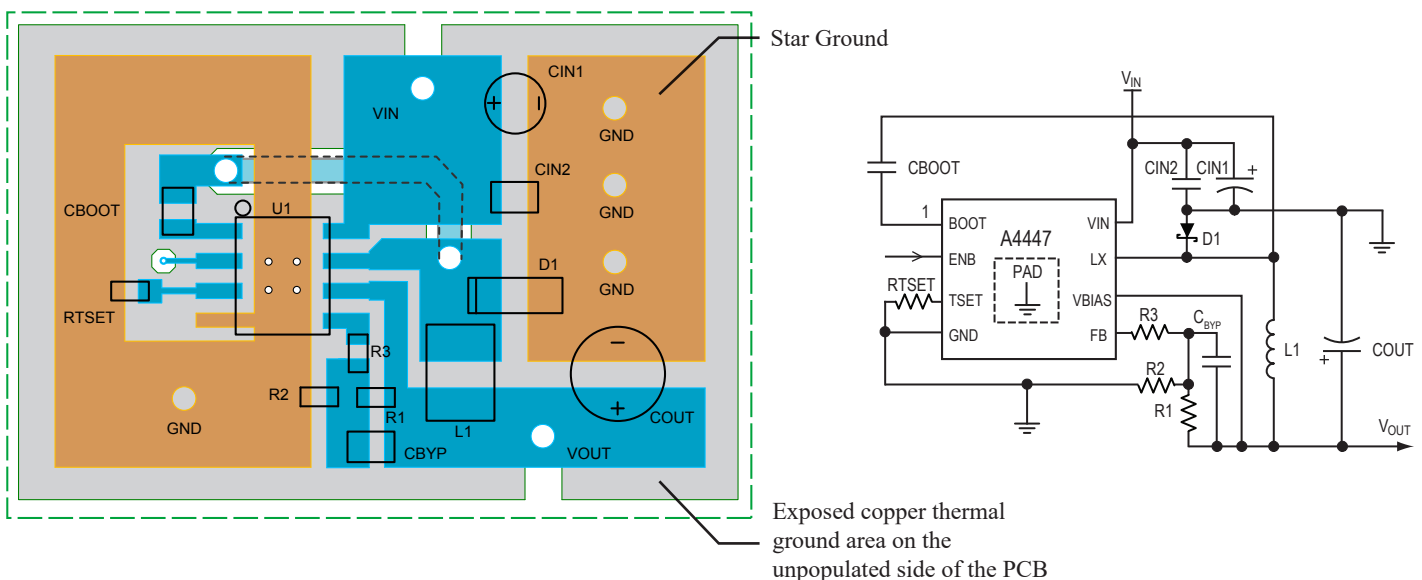 Star Ground
CIN1
+
–
VIN
GND
CIN2
CBOOT
U1
GND
D1
GND
RTSET
R3
–
R2
R1
+
COUT
GND
L1
CBYP
VOUT
Exposed copper thermal
ground area on the
unpopulated side of the PCB
VIN
CBOOT
CIN2
CIN1
+
1
BOOT
VIN
A4447
D1
ENB
LX
PAD
RTSET
TSET
VBIAS
GND
FB
R3
CBYP
L1
+
COUT
R2
R1
VOUT